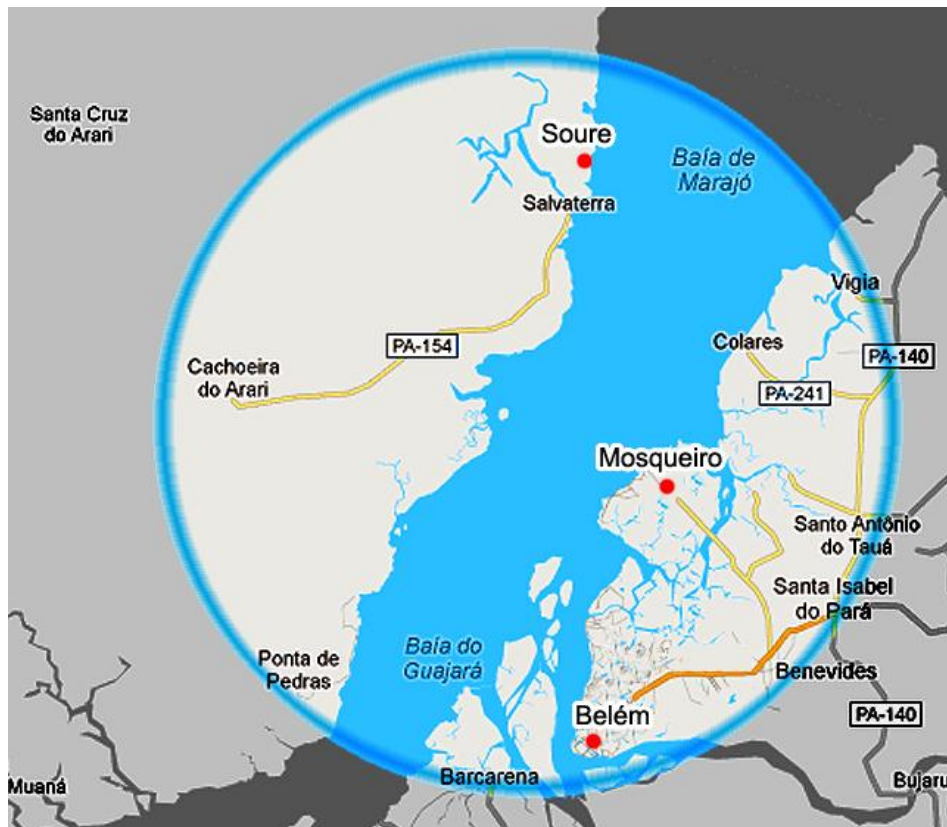 Santa Cruz
do Arari
Soure
Baía de
Marajó
Salvaterra
Vigia
PA-154
Colares
PA-140
Cachoeira
do Arari
PA-241
Mosqueiro
Santo Antônio
do Tauá
Santa Isabel
do Pará
Baía do
Guajará
Ponta de
Pedras
Benevides
Belém
PA-140
Muaná
Barcarena
Bujaru